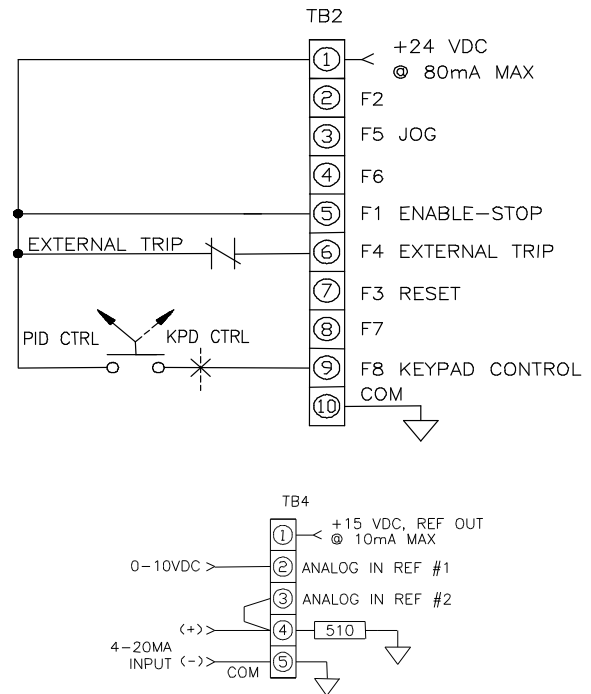 TB2
1 +24 VDC
@ 80mA MAX
2 F2
3 F5 JOG
4 F6
5 F1 ENABLE-STOP
EXTERNAL TRIP 6 F4 EXTERNAL TRIP
7 F3 RESET
8 F7
PID CTRL KPD CTRL
9 F8 KEYPAD CONTROL
10 COM
TB4
1 +15 VDC, REF OUT
@ 10mA MAX
0-10VDC 2 ANALOG IN REF #1
3 ANALOG IN REF #2
(+) 4 510
4-20MA
INPUT (-) COM 5